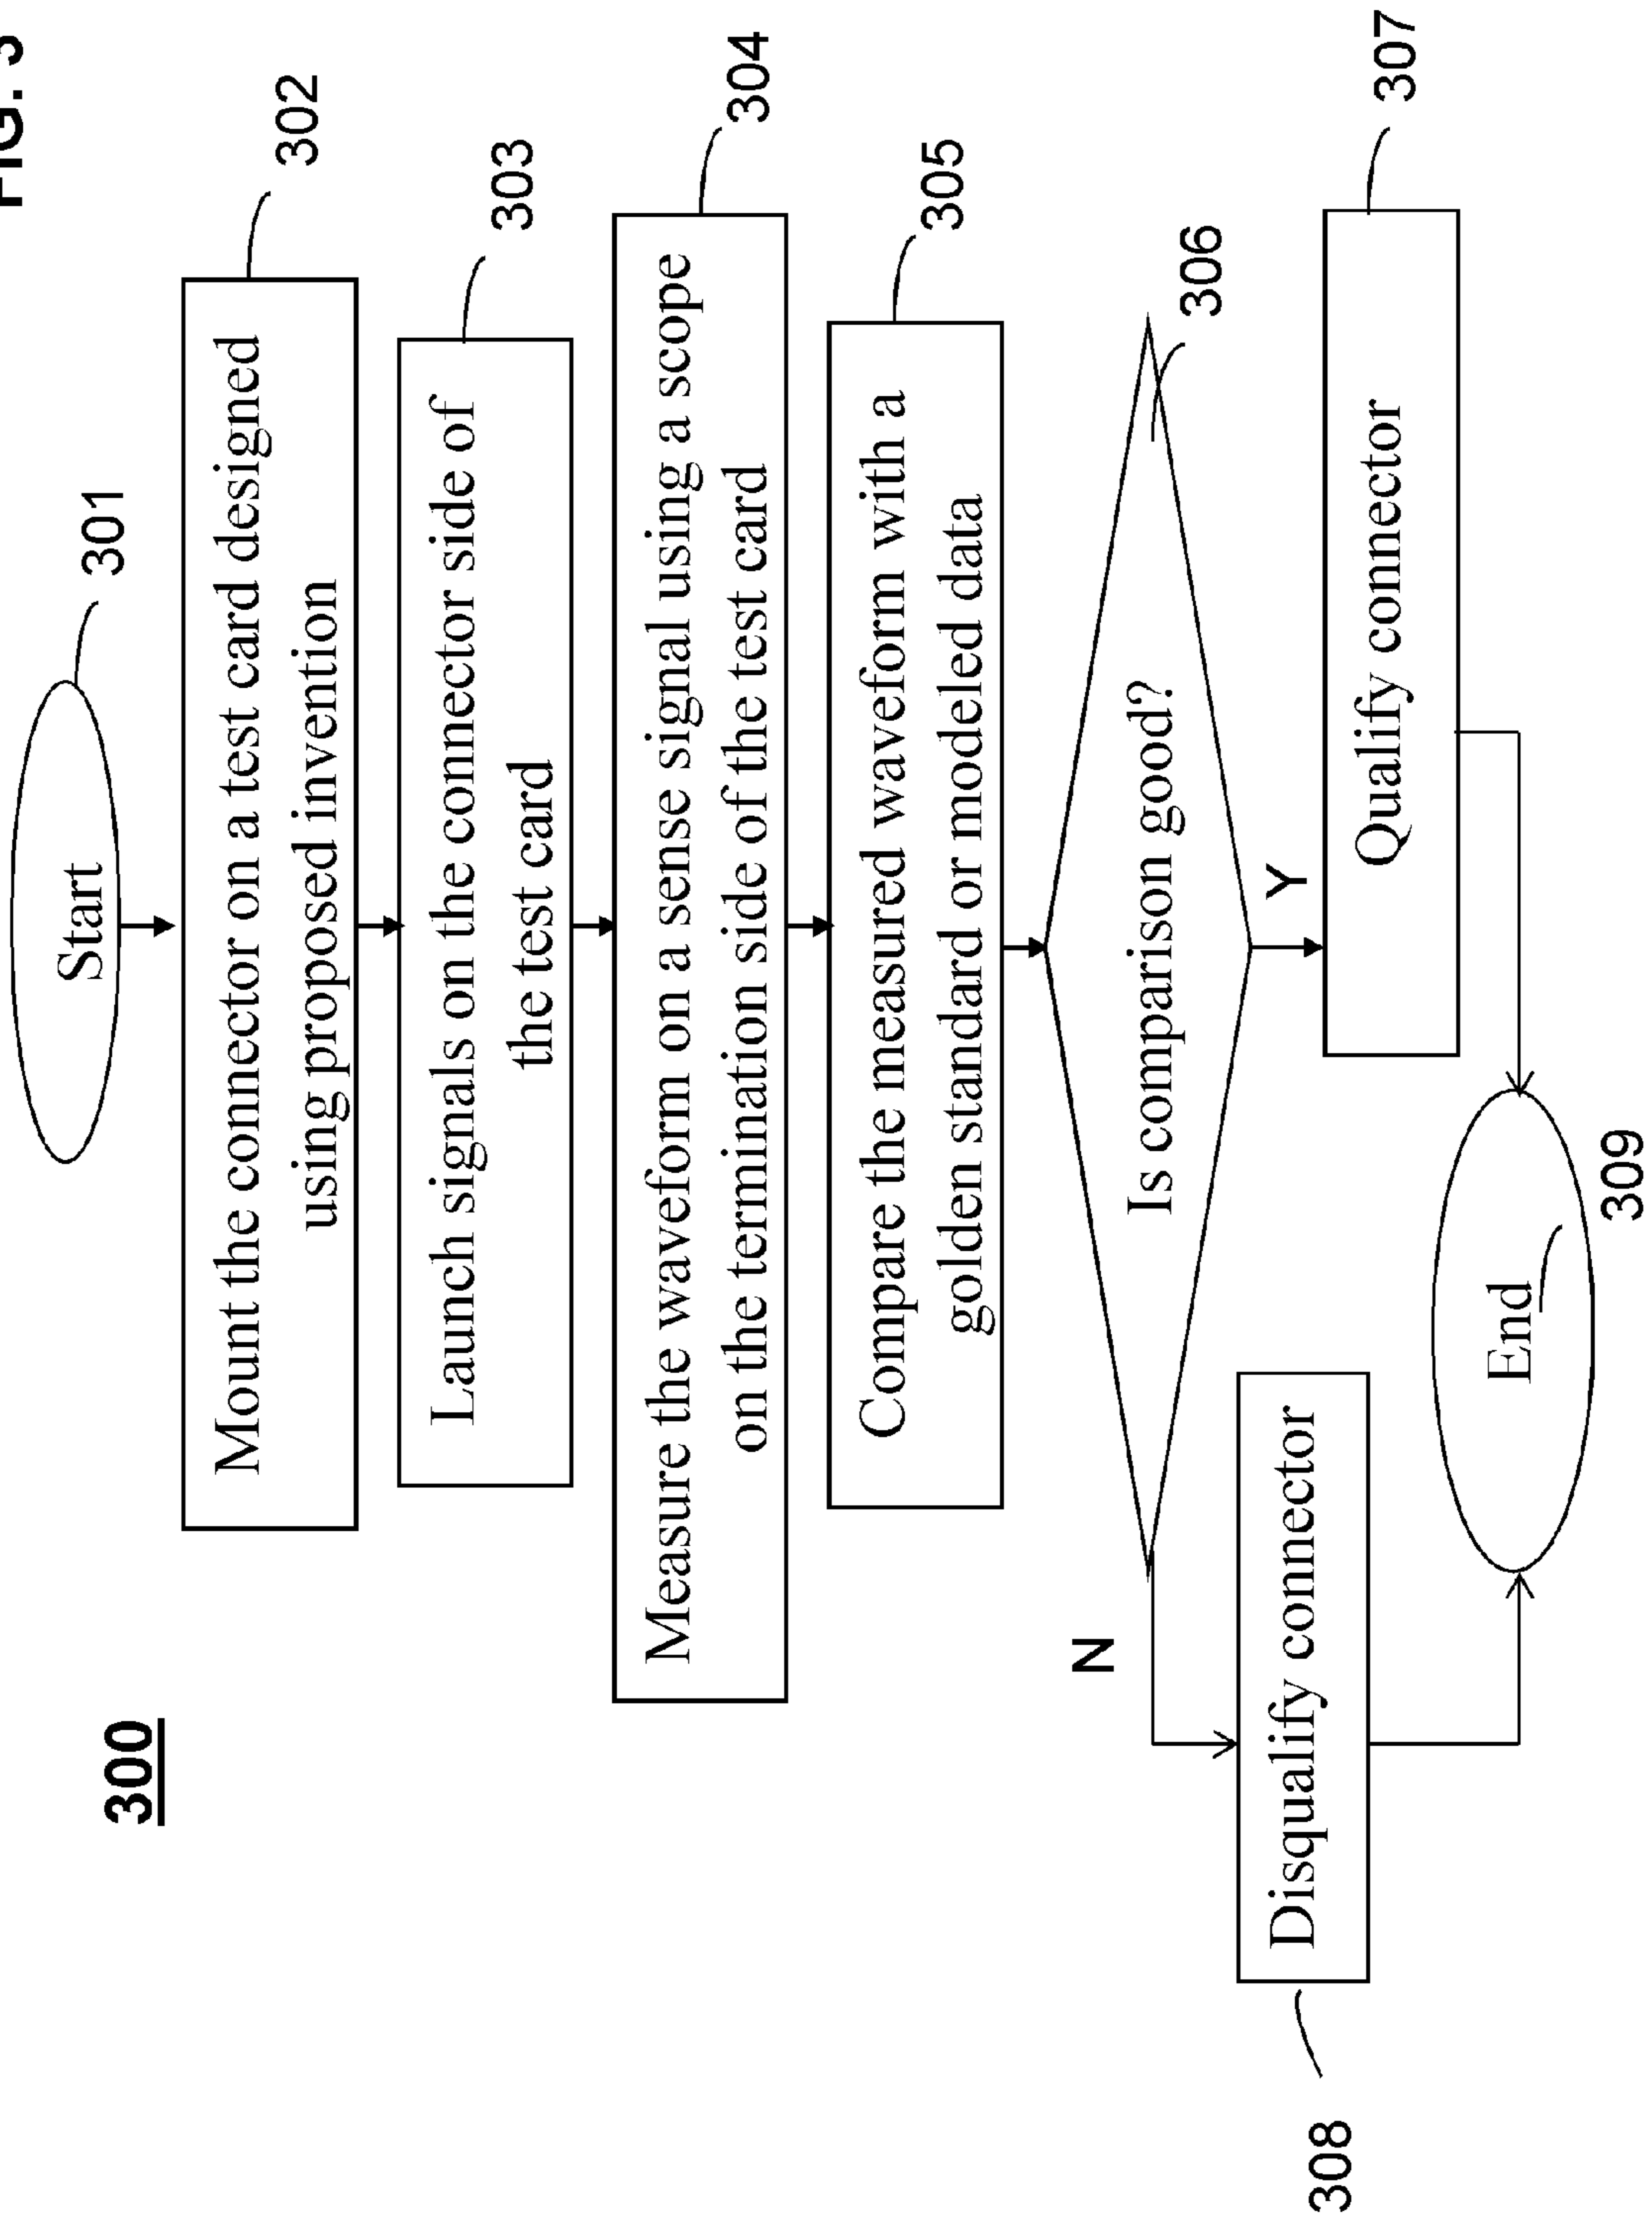 FIG. 3
300
Start
301
Mount the connector on a test card designed
using proposed invention
302
Launch signals on the connector side of
the test card
303
Measure the waveform on a sense signal using a scope
on the termination side of the test card
304
Compare the measured waveform with a
golden standard or modeled data
305
Is comparison good?
306
N
Y
Disqualify connector
308
Qualify connector
307
End
309